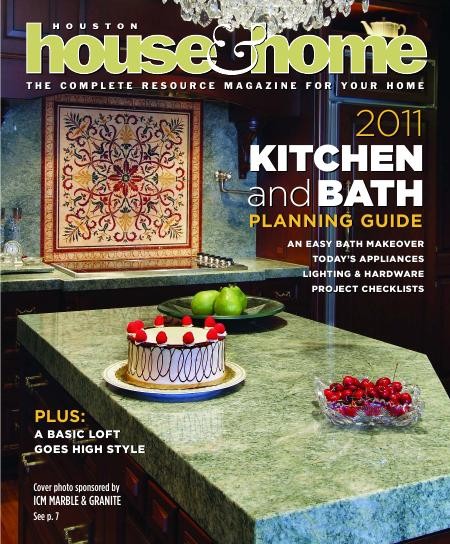 HOUSTON
house&home
THE COMPLETE RESOURCE MAGAZINE FOR YOUR HOME
2011
KITCHEN
and BATH
PLANNING GUIDE
AN EASY BATH MAKEOVER
TODAY'S APPLIANCES
LIGHTING & HARDWARE
PROJECT CHECKLISTS
PLUS:
A BASIC LOFT
GOES HIGH STYLE
Cover photo sponsored by
ICM MARBLE & GRANITE
See p. 7